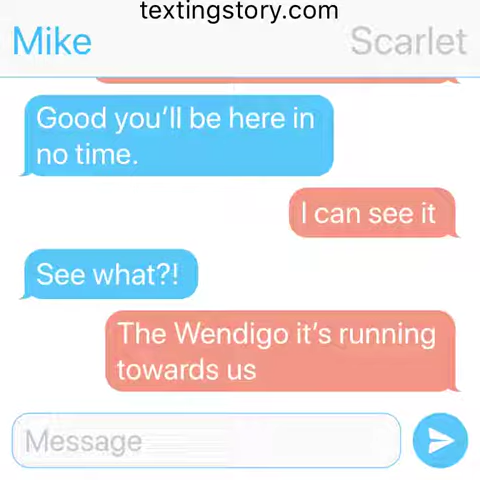 textingstory.com
Mike Scarlet
Good you'll be here in
no time.
I can see it
See what?!
The Wendigo it's running
towards us
Message